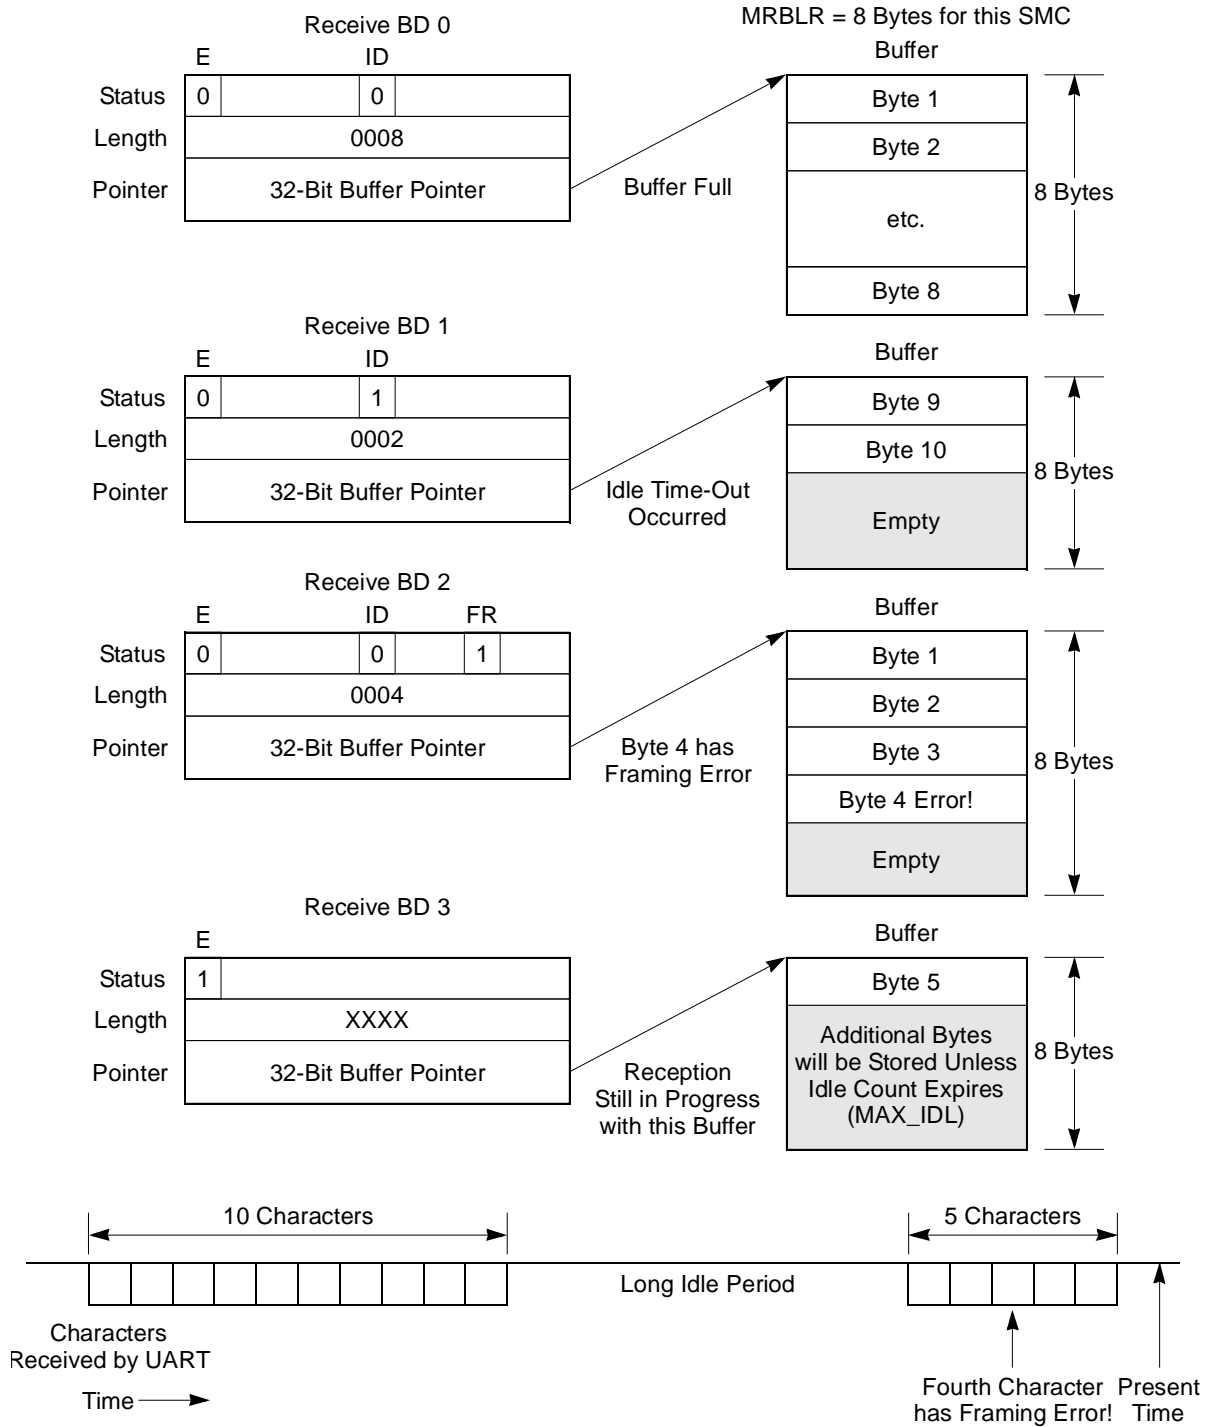 MRBLR = 8 Bytes for this SMC
Receive BD 0
Buffer
E ID
Status 0 0
Byte 1
Length 0008
Byte 2
Pointer 32-Bit Buffer Pointer
Buffer Full
8 Bytes
etc.
Byte 8
Receive BD 1
Buffer
E ID
Status 0 1
Byte 9
Length 0002
Byte 10
8 Bytes
Pointer 32-Bit Buffer Pointer
Idle Time-Out
Occurred
Empty
Receive BD 2
Buffer
E ID FR
Status 0 0 1
Byte 1
Length 0004
Byte 2
Pointer 32-Bit Buffer Pointer
Byte 4 has
Framing Error
Byte 3
8 Bytes
Byte 4 Error!
Empty
Receive BD 3
Buffer
E
Status 1
Byte 5
Length XXXX
Additional Bytes
will be Stored Unless
Idle Count Expires
(MAX_IDL)
8 Bytes
Pointer 32-Bit Buffer Pointer
Reception
Still in Progress
with this Buffer
10 Characters
5 Characters
Long Idle Period
Characters
Received by UART
Time
Fourth Character
has Framing Error!
Present
Time